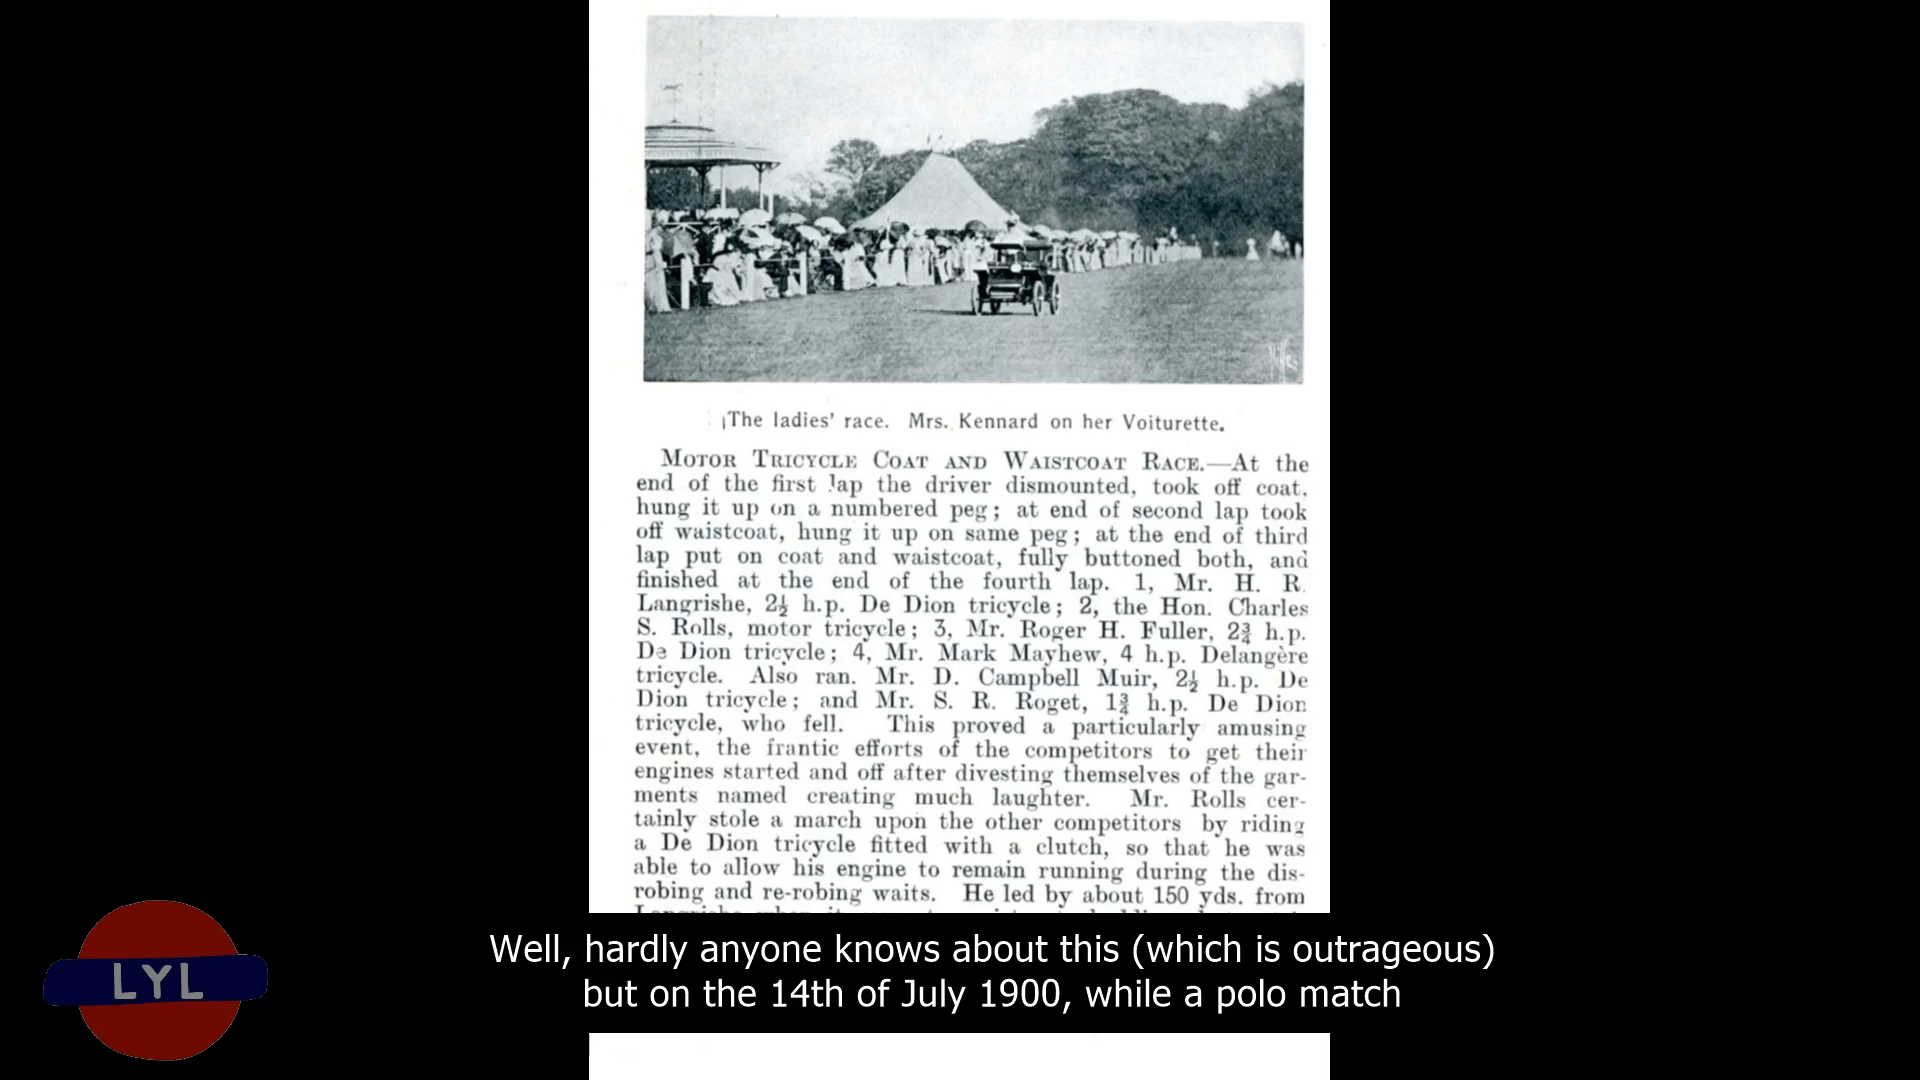 The ladies' race. Mrs. Kennard on her Voiturette.
MOTOR TRICYCLE COAT AND WAISTCOAT RACE.—At the
end of the first lap the driver dismounted, took off coat,
hung it up on a numbered peg; at end of second lap took
off waistcoat, hung it up on same peg; at the end of third
lap put on coat and waistcoat, fully buttoned both, and
finished at the end of the fourth lap. 1, Mr. H. R.
Langrishe, 2½ h.p. De Dion tricycle; 2, the Hon. Charles
S. Rolls, motor tricycle; 3, Mr. Roger H. Fuller, 2¾ h.p.
De Dion tricycle; 4, Mr. Mark Mayhew, 4 h.p. Delangère
tricycle. Also ran. Mr. D. Campbell Muir, 2½ h.p. De
Dion tricycle; and Mr. S. R. Roget, 1¾ h.p. De Dion
tricycle, who fell. This proved a particularly amusing
event, the frantic efforts of the competitors to get their
engines started and off after divesting themselves of the gar-
ments named creating much laughter. Mr. Rolls cer-
tainly stole a march upon the other competitors by riding
a De Dion tricycle fitted with a clutch, so that he was
able to allow his engine to remain running during the dis-
robing and re-robing waits. He led by about 150 yds. from
Well, hardly anyone knows about this (which is outrageous)
but on the 14th of July 1900, while a polo match
LYL